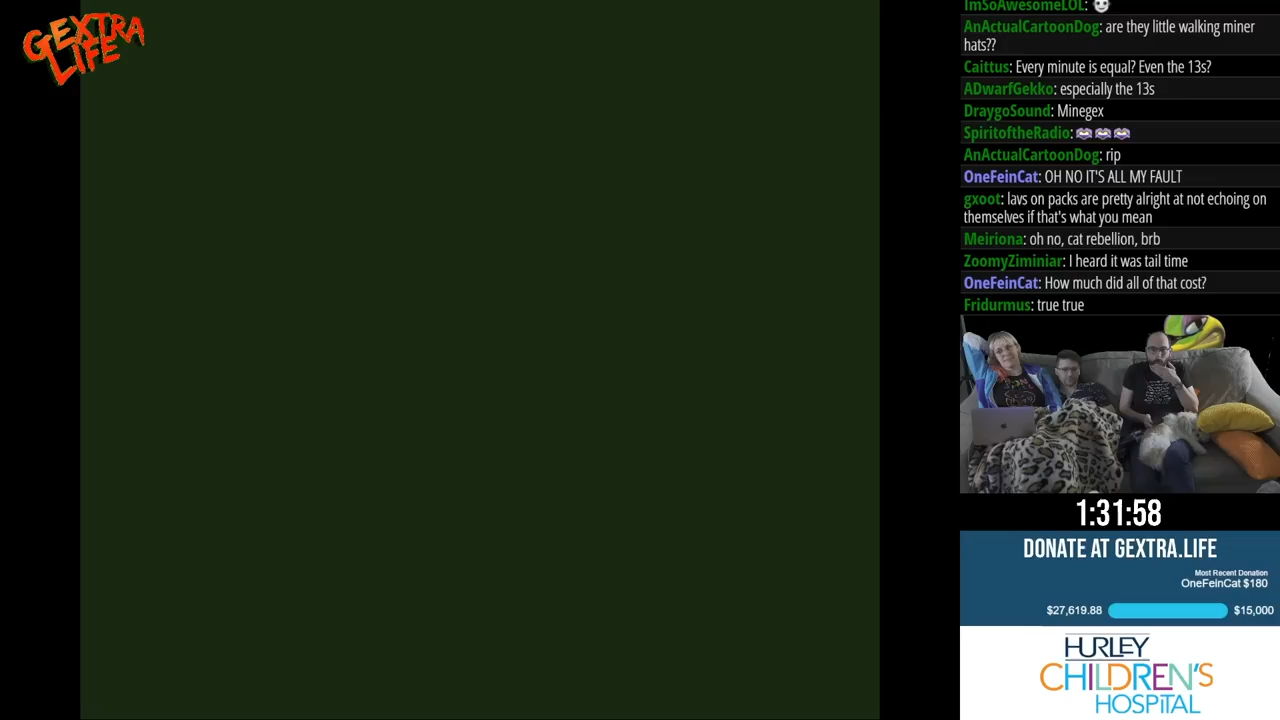 GEXTRA
LIFE
ImSoAwesomeLOL:
AnActualCartoonDog: are they little walking miner
hats??
Caittus: Every minute is equal? Even the 13s?
ADwarfGekko: especially the 13s
DraygoSound: Minegex
SpiritoftheRadio:
AnActualCartoonDog: rip
OneFeinCat: OH NO IT'S ALL MY FAULT
gxoot: lavs on packs are pretty alright at not echoing on
themselves if that's what you mean
Meiriona: oh no, cat rebellion, brb
ZoomyZiminiar: I heard it was tail time
OneFeinCat: How much did all of that cost?
Fridurmus: true true
1:31:58
DONATE AT GEXTRA.LIFE
Most Recent Donation
OneFeinCat $180
$27,619.88 $15,000
HURLEY
CHILDREN'S
HOSPITAL